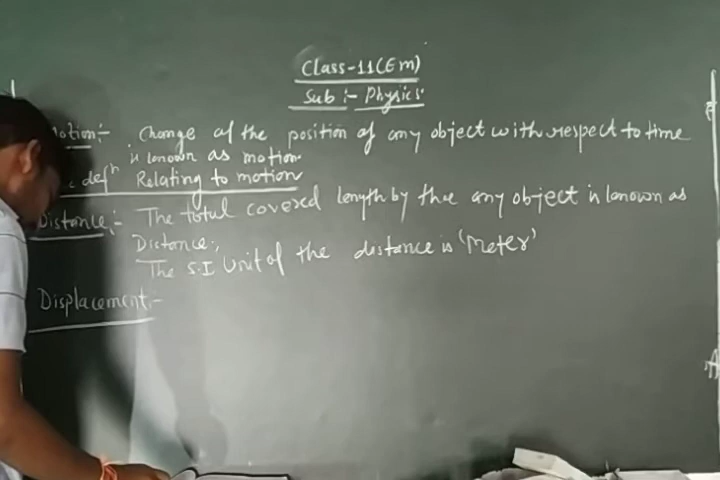 Class-11(Em)
Sub :- Physics:
otion:- Change of the position of any object with respect to time
is known as motion
def^n Relating to motion
Distance:- The total covered length by the any object is known as
Distance:,
The S.I Unit of the distance is 'Meter'
Displacement:-